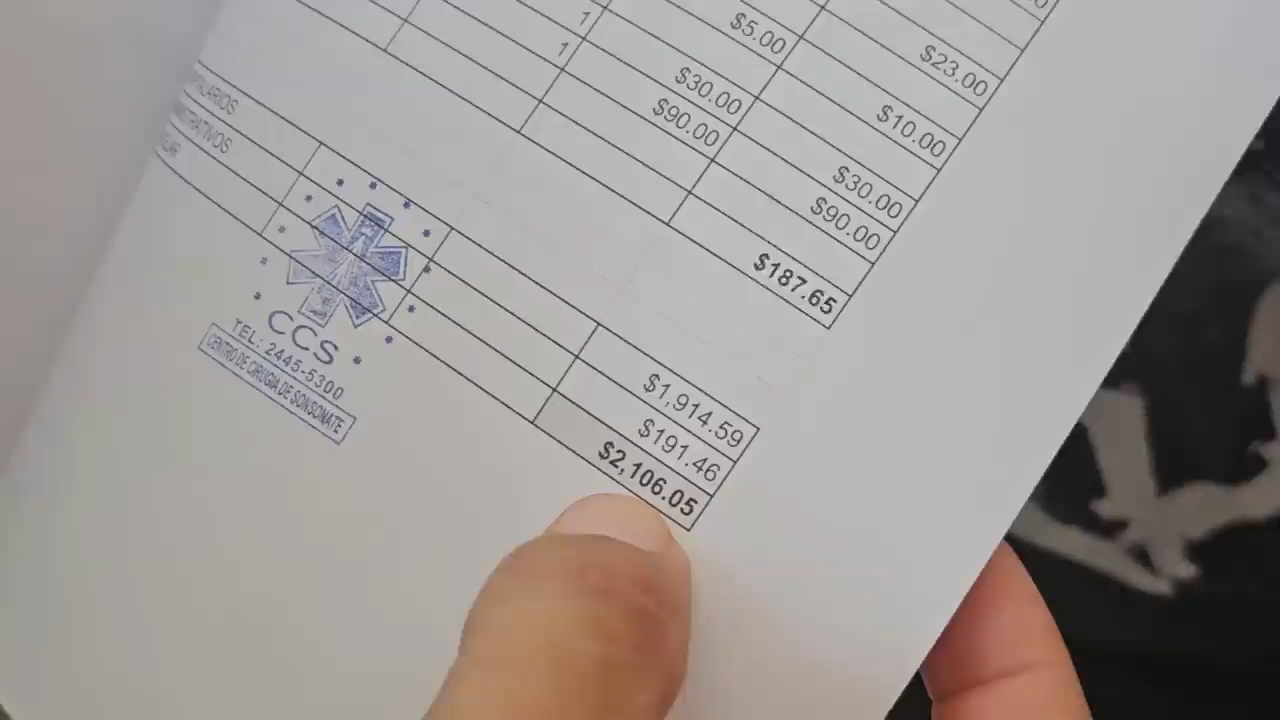 $23.00
1 $5.00 $10.00
1 $30.00 $30.00
$90.00 $90.00
$187.65
$1,914.59
$191.46
$2,106.05
CCS
TEL: 2445-5300
CENTRO DE CIRUGIA DE SONSONATE